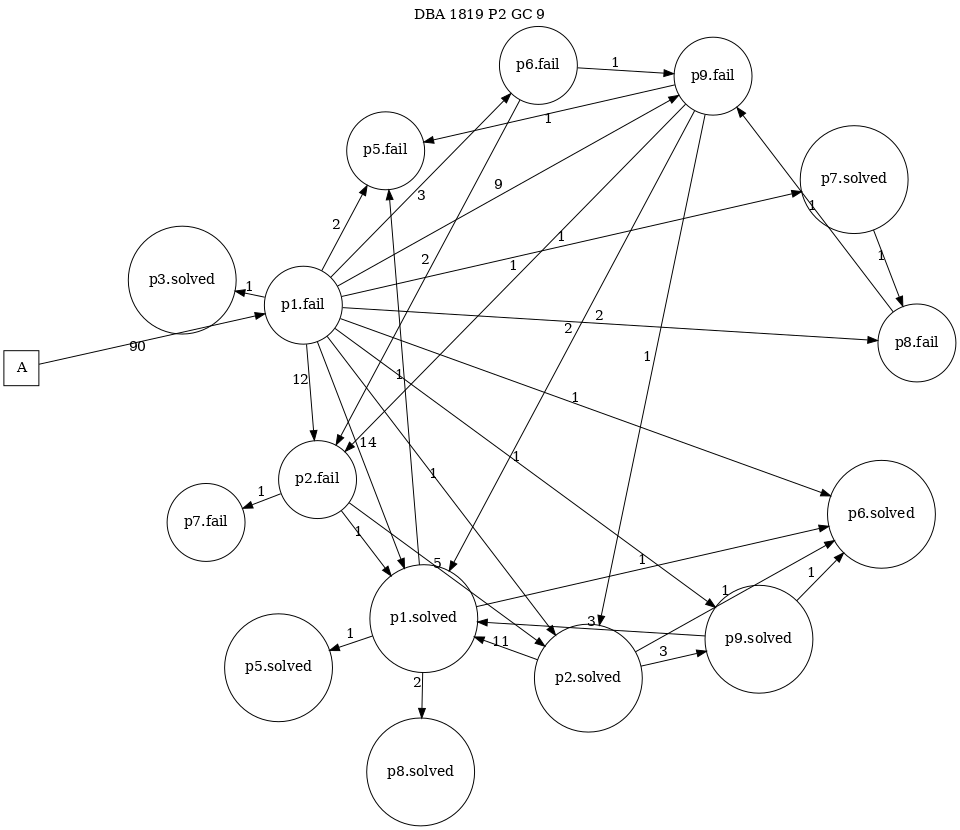 DBA 1819 P2 GC 9
p6.fail
1
p9.fail
1
p5.fail
p7.solved
9
3
1
2
1
1
1
2
p3.solved
1
1
p1.fail
2
2
p8.fail
90
1
A
12
1
1
14
1
1
p2.fail
1
p7.fail
p6.solved
1
5
1
1
1
p1.solved
3
p9.solved
1
11
3
p5.solved
p2.solved
2
p8.solved